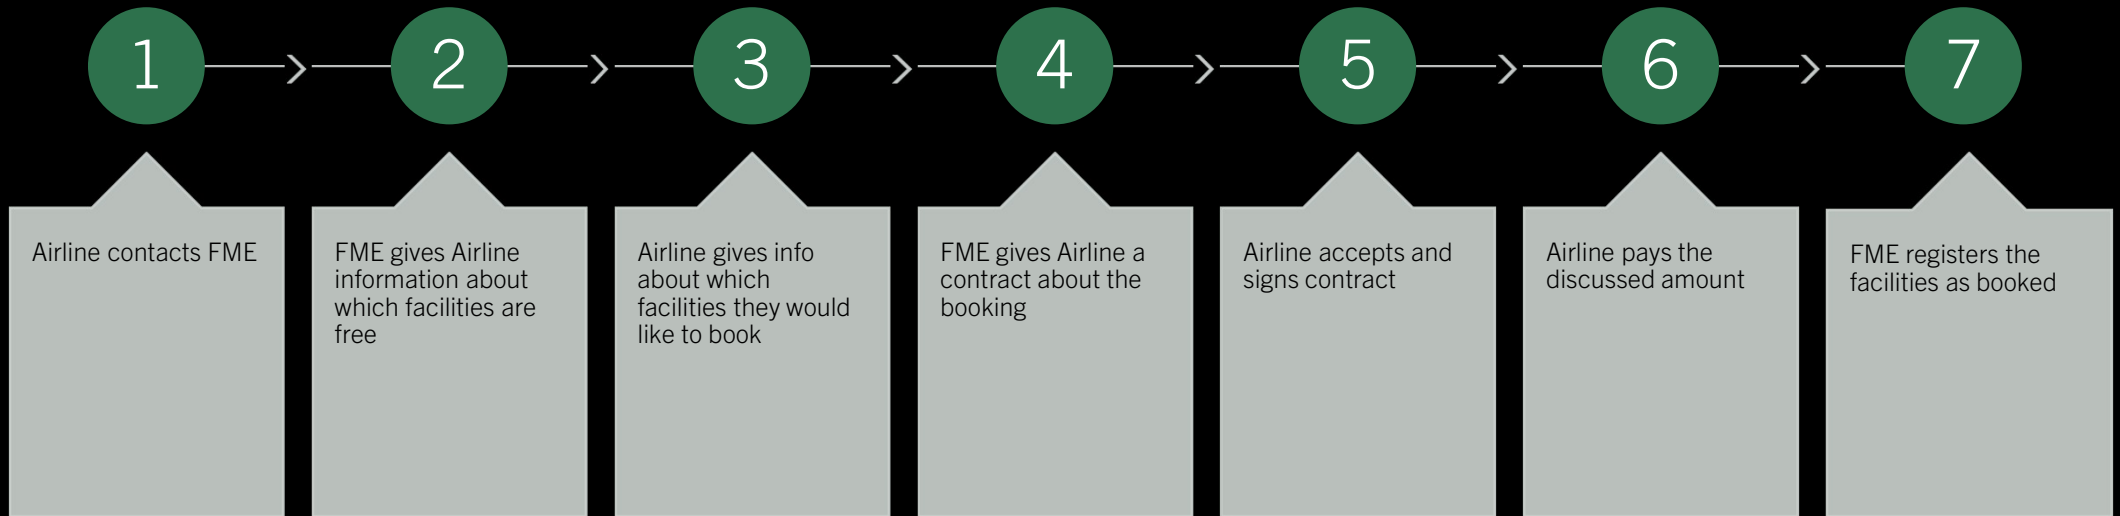 1
2
3
4
5
6
7
Airline contacts FME
FME gives Airline
information about
which facilities are
free
Airline gives info
about which
facilities they would
like to book
FME gives Airline a
contract about the
booking
Airline accepts and
signs contract
Airline pays the
discussed amount
FME registers the
facilities as booked